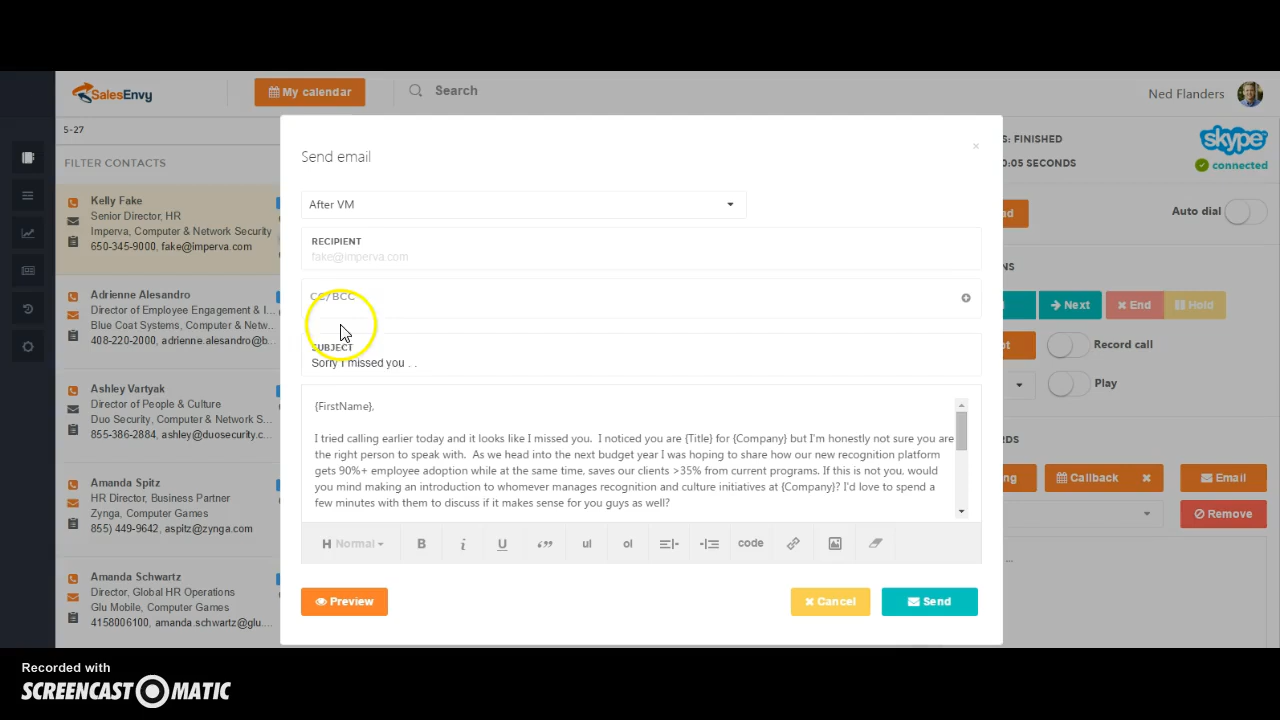 SalesEnvy
My calendar
Search
Ned Flanders
5-27
FILTER CONTACTS
Kelly Fake
Senior Director, HR
Imperva, Computer & Network Security
650-345-9000, fake@imperva.com
Adrienne Alesandro
Director of Employee Engagement & I...
Blue Coat Systems, Computer & Netw...
408-220-2000, adrienne.alesandro@b...
Ashley Vartyak
Director of People & Culture
Duo Security, Computer & Network S...
855-386-2884, ashley@duosecurity.c...
Amanda Spitz
HR Director, Business Partner
Zynga, Computer Games
855) 449-9642, aspitz@zynga.com
Amanda Schwartz
Director, Global HR Operations
Glu Mobile, Computer Games
4158006100, amanda.schwartz@glu....
Send email
×
After VM
RECIPIENT
fake@imperva.com
CC/BCC
SUBJECT
Sorry I missed you . .
{FirstName},
I tried calling earlier today and it looks like I missed you.  I noticed you are {Title} for {Company} but I'm honestly not sure you are
the right person to speak with.  As we head into the next budget year I was hoping to share how our new recognition platform
gets 90%+ employee adoption while at the same time, saves our clients >35% from current programs. If this is not you, would
you mind making an introduction to whomever manages recognition and culture initiatives at {Company}? I'd love to spend a
few minutes with them to discuss if it makes sense for you guys as well?
H Normal
B i U ul ol code
Preview
Cancel
Send
S: FINISHED
0:05 SECONDS
skype
connected
Auto dial
NS
Next
End
Hold
Record call
Play
RDS
ng
Callback
Email
Remove
...
Recorded with
SCREENCAST MATIC